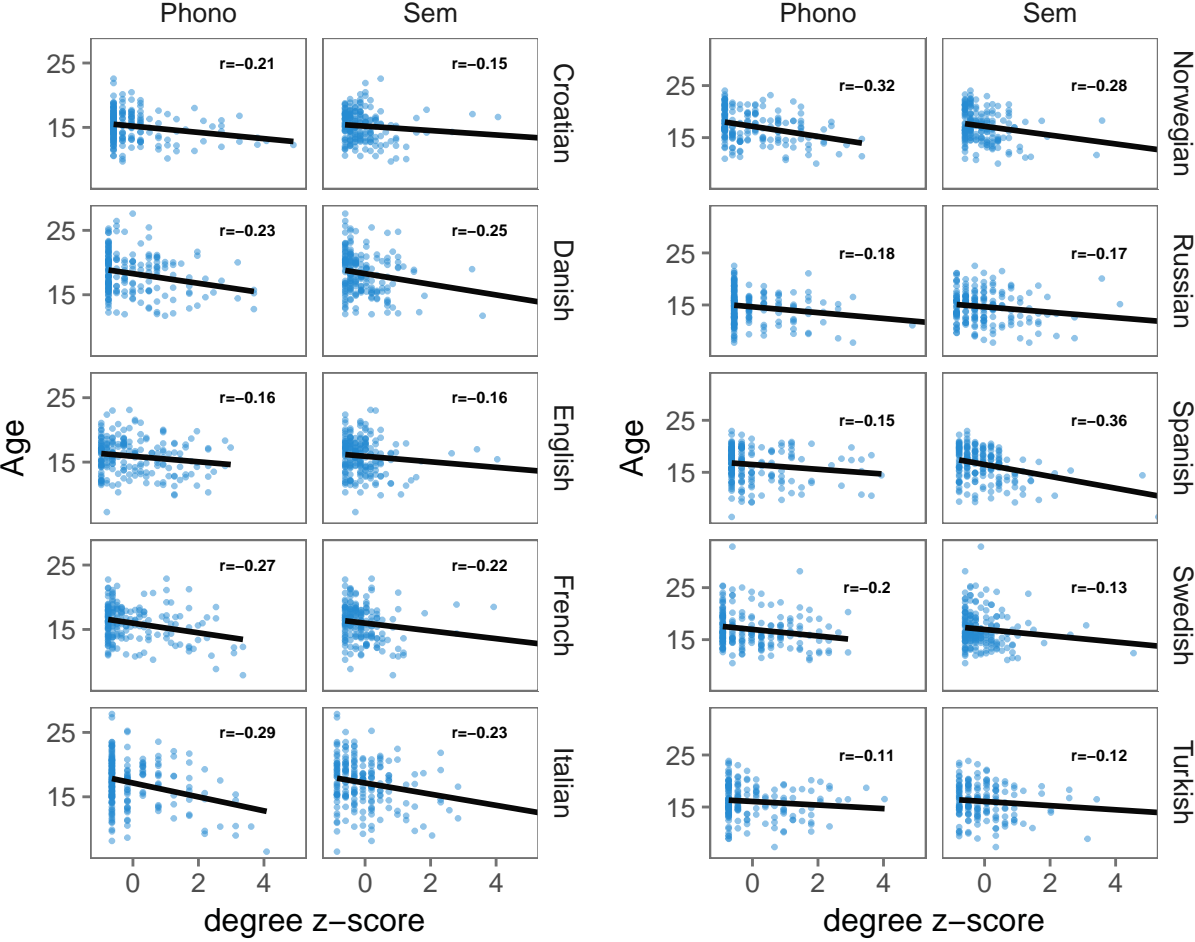 Phono Sem
25
15
r=−0.21
r=−0.15
Croatian
25
15
r=−0.23
r=−0.25
Danish
Age
25
15
r=−0.16
r=−0.16
English
25
15
r=−0.27
r=−0.22
French
25
15
r=−0.29
r=−0.23
Italian
0 2 4 0 2 4
degree z−score
Phono Sem
25
15
r=−0.32
r=−0.28
Norwegian
25
15
r=−0.18
r=−0.17
Russian
Age
25
15
r=−0.15
r=−0.36
Spanish
25
15
r=−0.2
r=−0.13
Swedish
25
15
r=−0.11
r=−0.12
Turkish
0 2 4 0 2 4
degree z−score